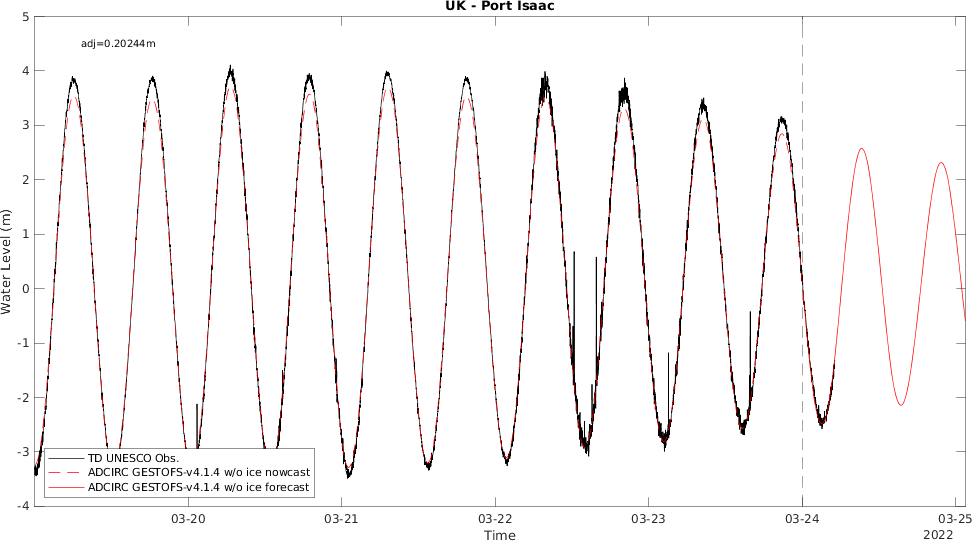 UK - Port Isaac
adj=0.20244m
5
4
3
2
1
0
-1
-2
-3
-4
Water Level (m)
TD UNESCO Obs.
ADCIRC GESTOFS-v4.1.4 w/o ice nowcast
ADCIRC GESTOFS-v4.1.4 w/o ice forecast
03-20 03-21 03-22 03-23 03-24 03-25
Time
2022